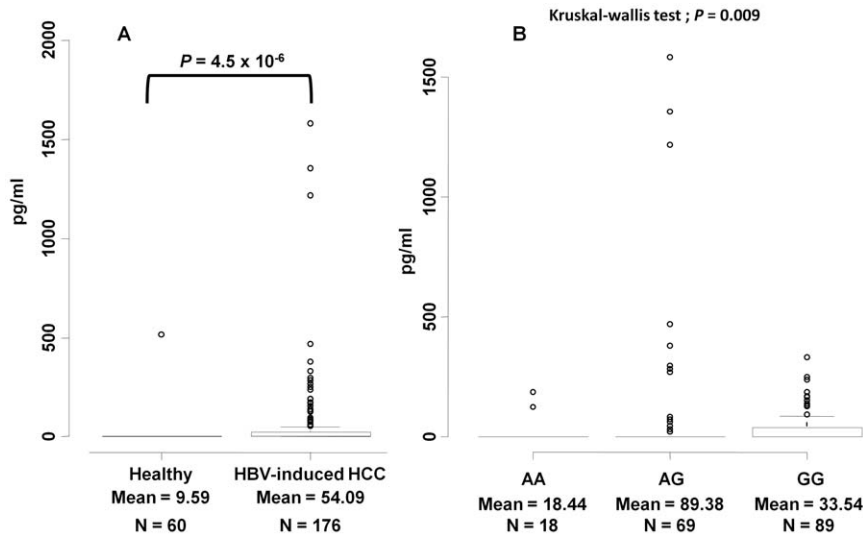 A
P = 4.5 x 10-6
pg/ml
2000
1500
1000
500
0
Healthy
Mean = 9.59
N = 60
HBV-induced HCC
Mean = 54.09
N = 176
Kruskal-wallis test ; P = 0.009
B
pg/ml
1500
1000
500
0
AA
Mean = 18.44
N = 18
AG
Mean = 89.38
N = 69
GG
Mean = 33.54
N = 89